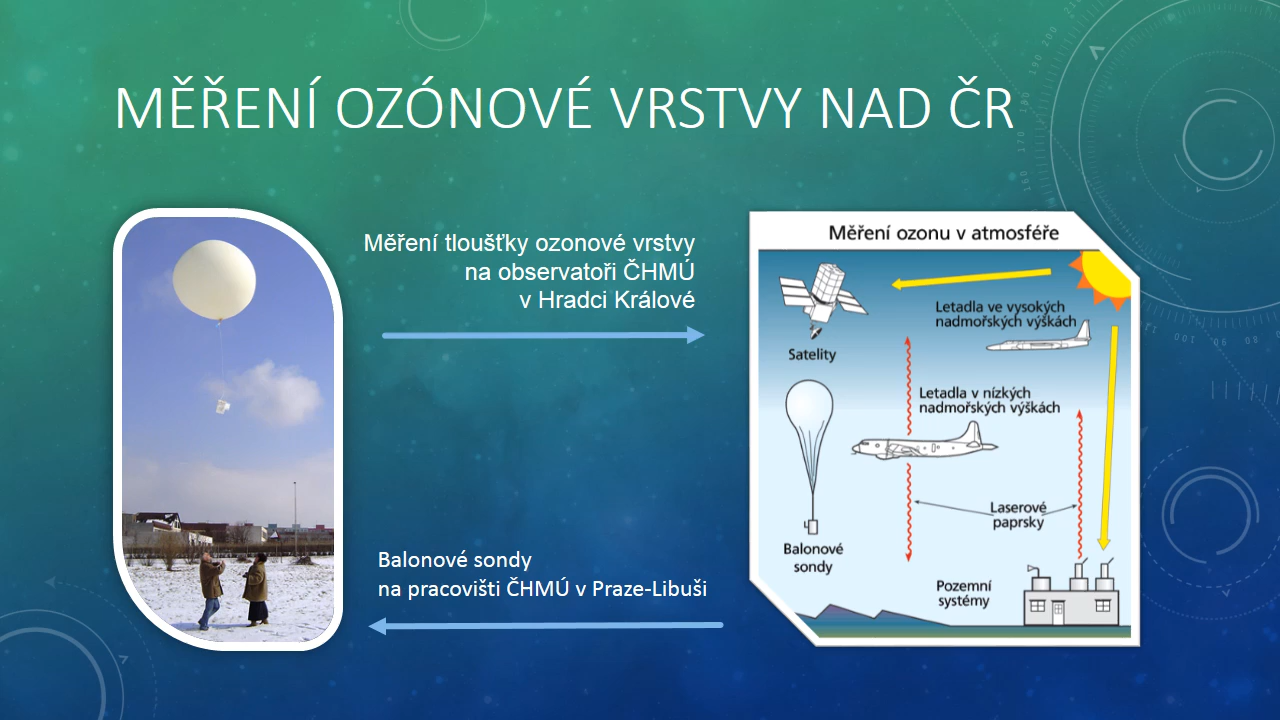 MĚŘENÍ OZÓNOVÉ VRSTVY NAD ČR
Měření tloušťky ozonové vrstvy
na observatoři ČHMÚ
v Hradci Králové
Balonové sondy
na pracovišti ČHMÚ v Praze-Libuši
Měření ozonu v atmosféře
Letadla ve vysokých
nadmořských výškách
Satelity
Letadla v nízkých
nadmořských výškách
Laserové
paprsky
Balonové
sondy
Pozemní
systémy